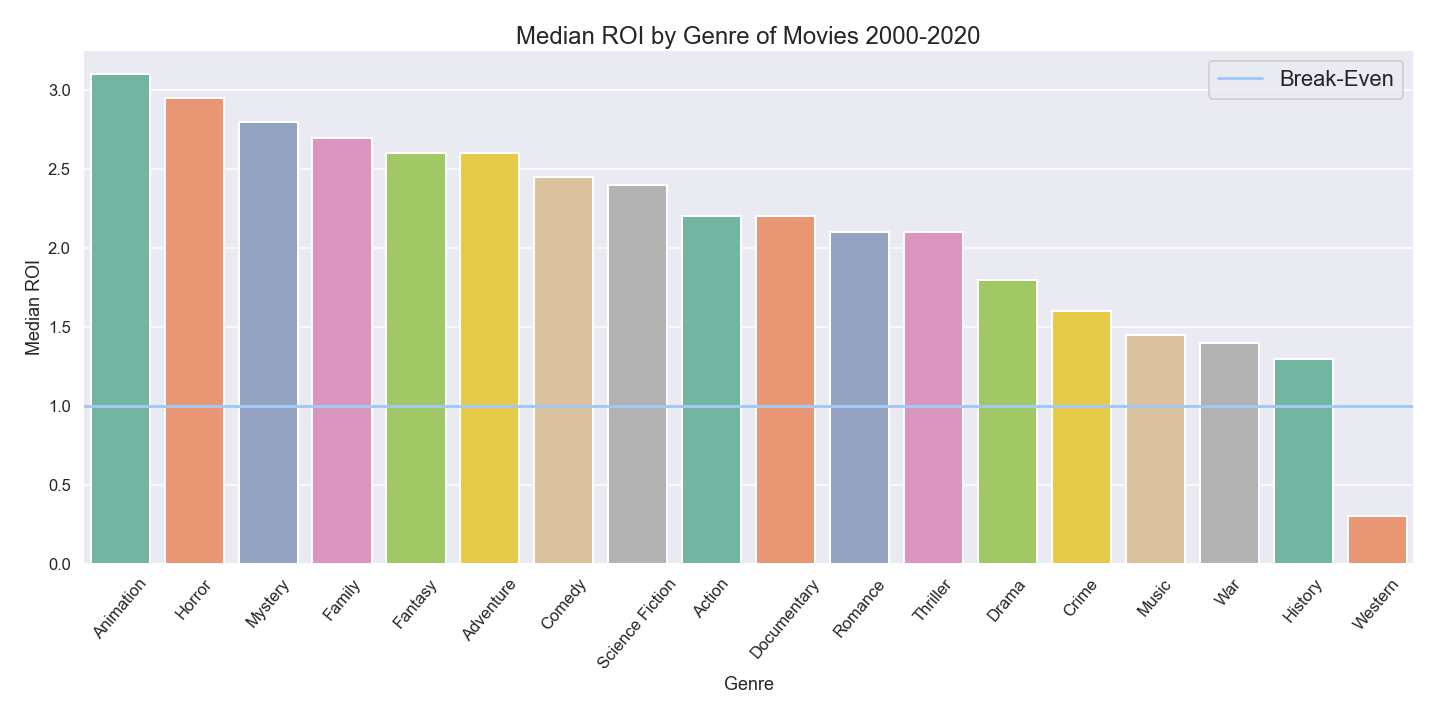 Median ROI by Genre of Movies 2000-2020
Break-Even
Median ROI
3.0
2.5
2.0
1.5
1.0
0.5
0.0
Animation
Horror
Mystery
Family
Fantasy
Adventure
Comedy
Science Fiction
Action
Documentary
Romance
Thriller
Drama
Crime
Music
War
History
Western
Genre